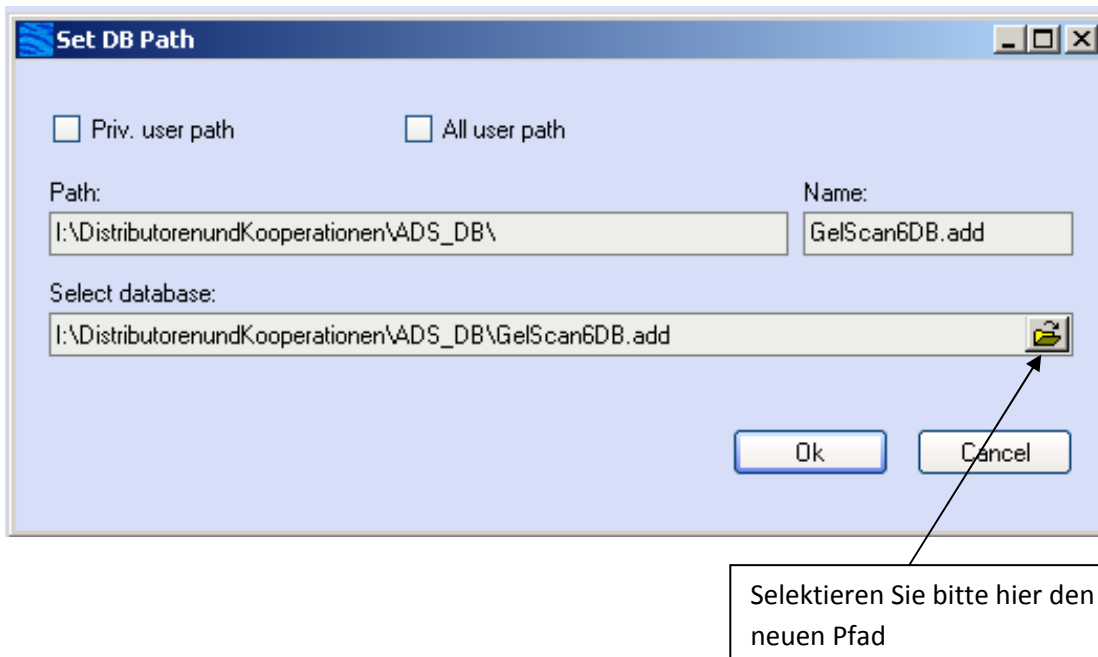 Set DB Path
Priv. user path
All user path
Path:
Name:
I:\DistributorenundKooperationen\ADS_DB\
GelScan6DB.add
Select database:
I:\DistributorenundKooperationen\ADS_DB\GelScan6DB.add
Ok
Cancel
Selektieren Sie bitte hier den
neuen Pfad